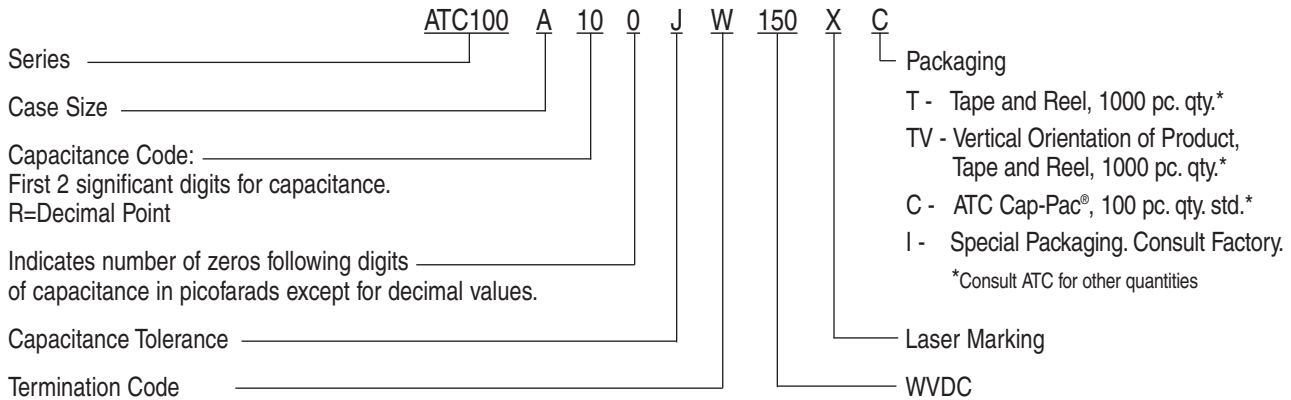 ATC100 A 10 0 J W 150 X C
Series
Case Size
Capacitance Code:
First 2 significant digits for capacitance.
R=Decimal Point
Indicates number of zeros following digits
of capacitance in picofarads except for decimal values.
Capacitance Tolerance
Termination Code
Packaging
T - Tape and Reel, 1000 pc. qty.*
TV - Vertical Orientation of Product,
Tape and Reel, 1000 pc. qty.*
C - ATC Cap-Pac®, 100 pc. qty. std.*
I - Special Packaging. Consult Factory.
*Consult ATC for other quantities
Laser Marking
WVDC